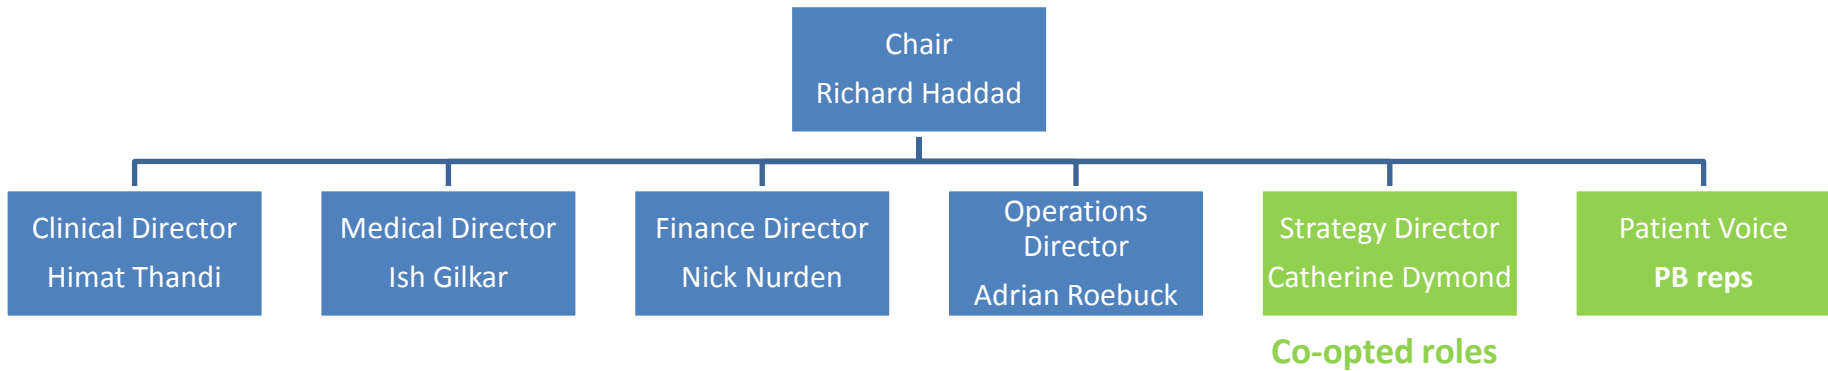 Chair
Richard Haddad
Clinical Director
Himat Thandi
Medical Director
Ish Gilkar
Finance Director
Nick Nurden
Operations
Director
Adrian Roebuck
Strategy Director
Catherine Dymond
Patient Voice
PB reps
Co-opted roles